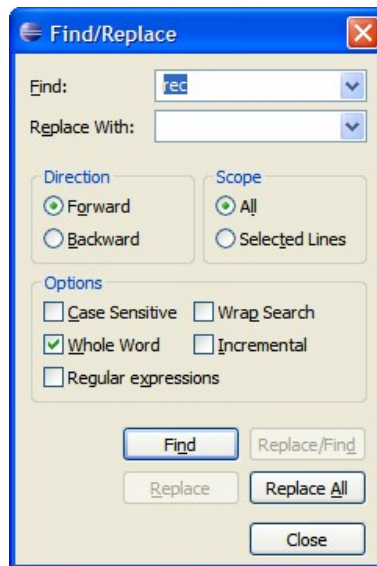 Find/Replace
Find: rec
Replace With:
Direction
Scope
Forward
All
Backward
Selected Lines
Options
Case Sensitive
Wrap Search
Whole Word
Incremental
Regular expressions
Find
Replace/Find
Replace
Replace All
Close